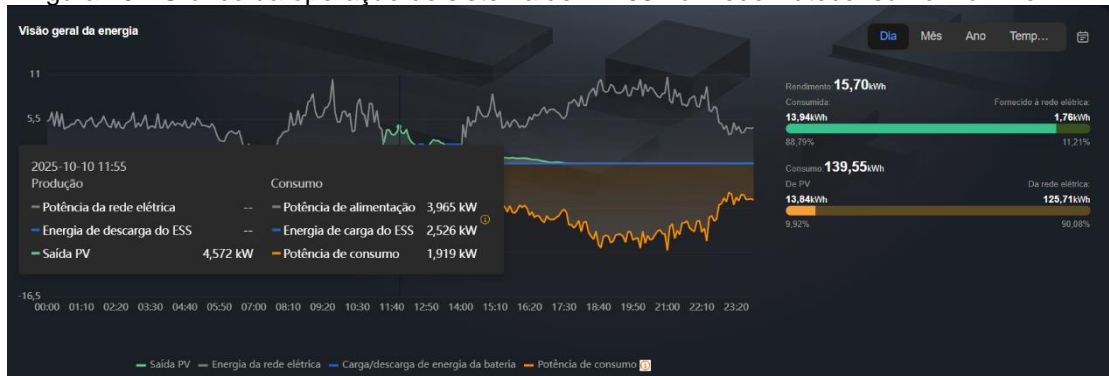 Visão geral da energia
Dia Mês Ano Temp...
11
5,5
-16,5
2025-10-10 11:55
Produção Consumo
Potência da rede elétrica -- Potência de alimentação 3,965 kW
Energia de descarga do ESS -- Energia de carga do ESS 2,526 kW
Saída PV 4,572 kW Potência de consumo 1,919 kW
00:00 01:10 02:20 03:30 04:40 05:50 07:00 08:10 09:20 10:30 11:40 12:50 14:00 15:10 16:20 17:30 18:40 19:50 21:00 22:10 23:20
Saída PV Energia da rede elétrica Carga/descarga de energia da bateria Potência de consumo
Rendimento: 15,70kWh
Consumida: Fornecido à rede elétrica:
13,94kWh 1,76kWh
88,79% 11,21%
Consumo: 139,55kWh
De PV Da rede elétrica:
13,84kWh 125,71kWh
9,92% 90,08%